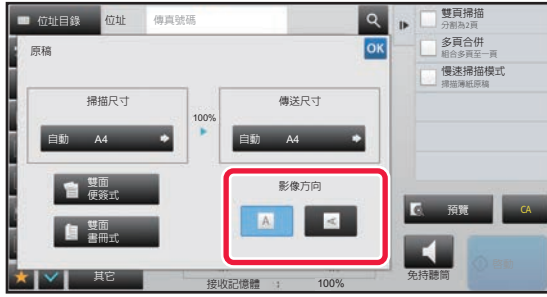 位址目錄
位址
傳真號碼
雙頁掃描
分割為2頁
多頁合併
組合多頁至一頁
慢速掃描模式
掃描薄紙原稿
原稿
OK
掃描尺寸
100%
傳送尺寸
自動 A4
自動 A4
雙面
便簽式
雙面
書冊式
影像方向
A
A
預覽
CA
免持聽筒
其它
接收記憶體 : 100%